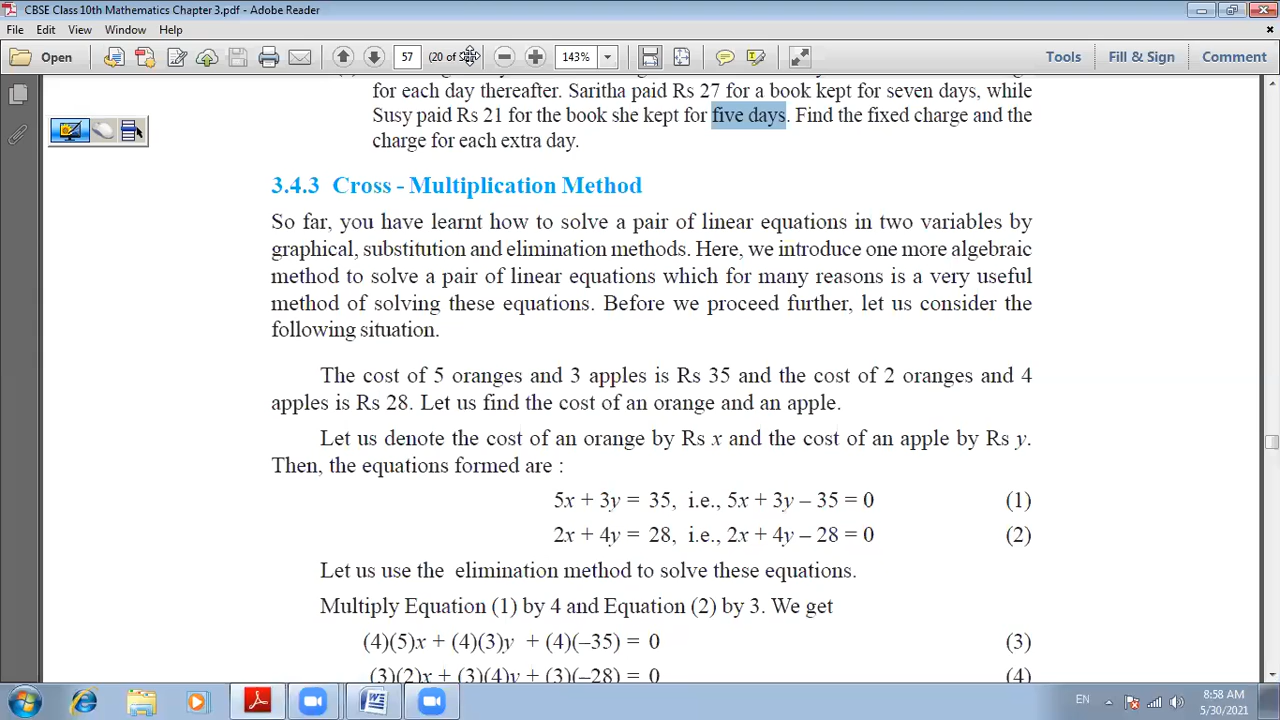 CBSE Class 10th Mathematics Chapter 3.pdf - Adobe Reader
File Edit View Window Help
Open 57 (20 of 143% Tools Fill & Sign Comment
for each day thereafter. Saritha paid Rs 27 for a book kept for seven days, while
Susy paid Rs 21 for the book she kept for five days. Find the fixed charge and the
charge for each extra day.
3.4.3 Cross - Multiplication Method
So far, you have learnt how to solve a pair of linear equations in two variables by
graphical, substitution and elimination methods. Here, we introduce one more algebraic
method to solve a pair of linear equations which for many reasons is a very useful
method of solving these equations. Before we proceed further, let us consider the
following situation.
The cost of 5 oranges and 3 apples is Rs 35 and the cost of 2 oranges and 4
apples is Rs 28. Let us find the cost of an orange and an apple.
Let us denote the cost of an orange by Rs x and the cost of an apple by Rs y.
Then, the equations formed are :
5x + 3y = 35, i.e., 5x + 3y – 35 = 0 (1)
2x + 4y = 28, i.e., 2x + 4y – 28 = 0 (2)
Let us use the elimination method to solve these equations.
Multiply Equation (1) by 4 and Equation (2) by 3. We get
(4)(5)x + (4)(3)y + (4)(–35) = 0 (3)
(3)(2)x + (3)(4)y + (3)(–28) = 0 (4)
EN 8:58 AM
5/30/2021